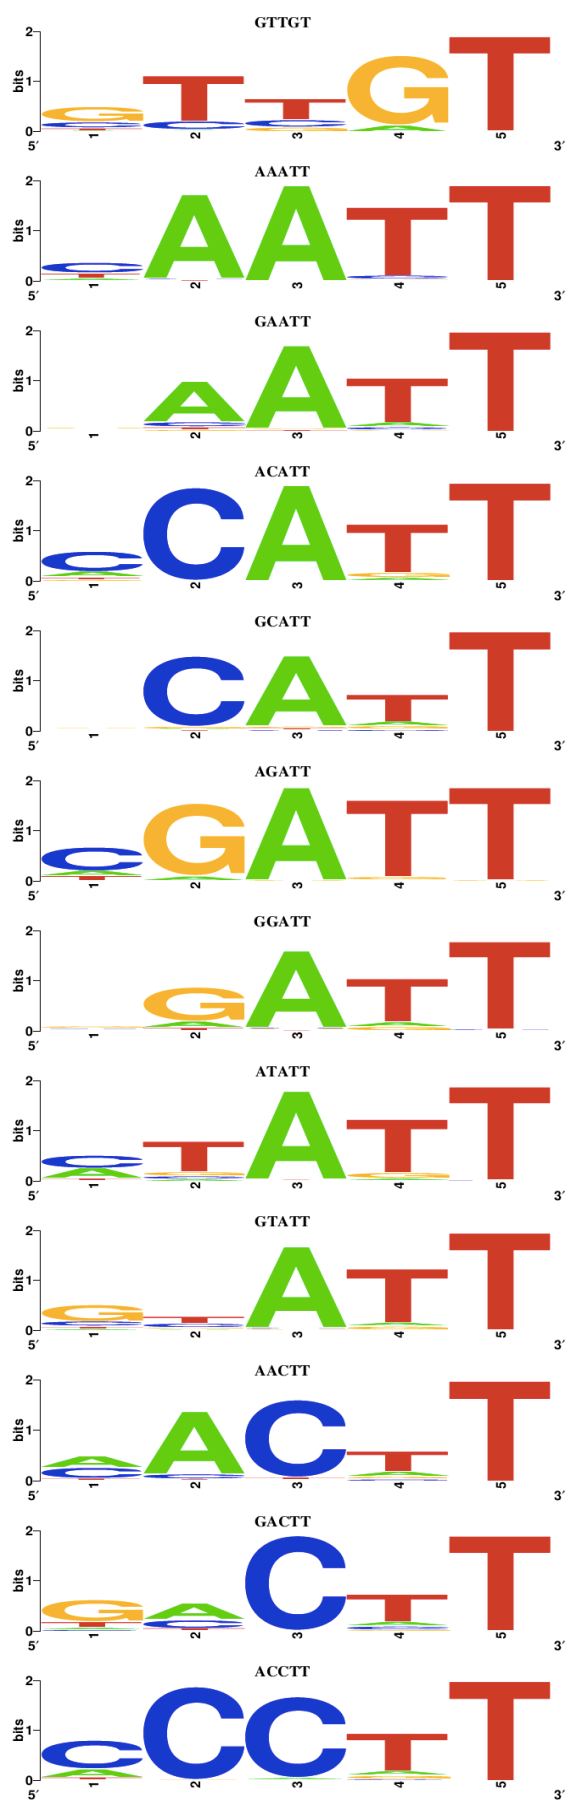 GTTGT
2
bits
1
0
G T T G T
C C C A
T G
5′ 1 2 3 4 5 3′
AAATT
2
bits
1
0
C A A T T
T C
5′ 1 2 3 4 5 3′
GAATT
2
bits
1
0
A A T T
C A
5′ 1 2 3 4 5 3′
ACATT
2
bits
1
0
C C A T T
A G
T A
5′ 1 2 3 4 5 3′
GCATT
2
bits
1
0
C A T T
A
5′ 1 2 3 4 5 3′
AGATT
2
bits
1
0
C G A T T
A A G
T
5′ 1 2 3 4 5 3′
GGATT
2
bits
1
0
G A T T
A A
5′ 1 2 3 4 5 3′
ATATT
2
bits
1
0
C T A T T
A G G
T C
5′ 1 2 3 4 5 3′
GTATT
2
bits
1
0
G T A T T
C C A
T G
5′ 1 2 3 4 5 3′
AACTT
2
bits
1
0
A A C T T
C C A
5′ 1 2 3 4 5 3′
GACTT
2
bits
1
0
G A C T T
T C A
5′ 1 2 3 4 5 3′
ACCTT
2
bits
1
0
C C C T T
A A
T G
5′ 1 2 3 4 5 3′